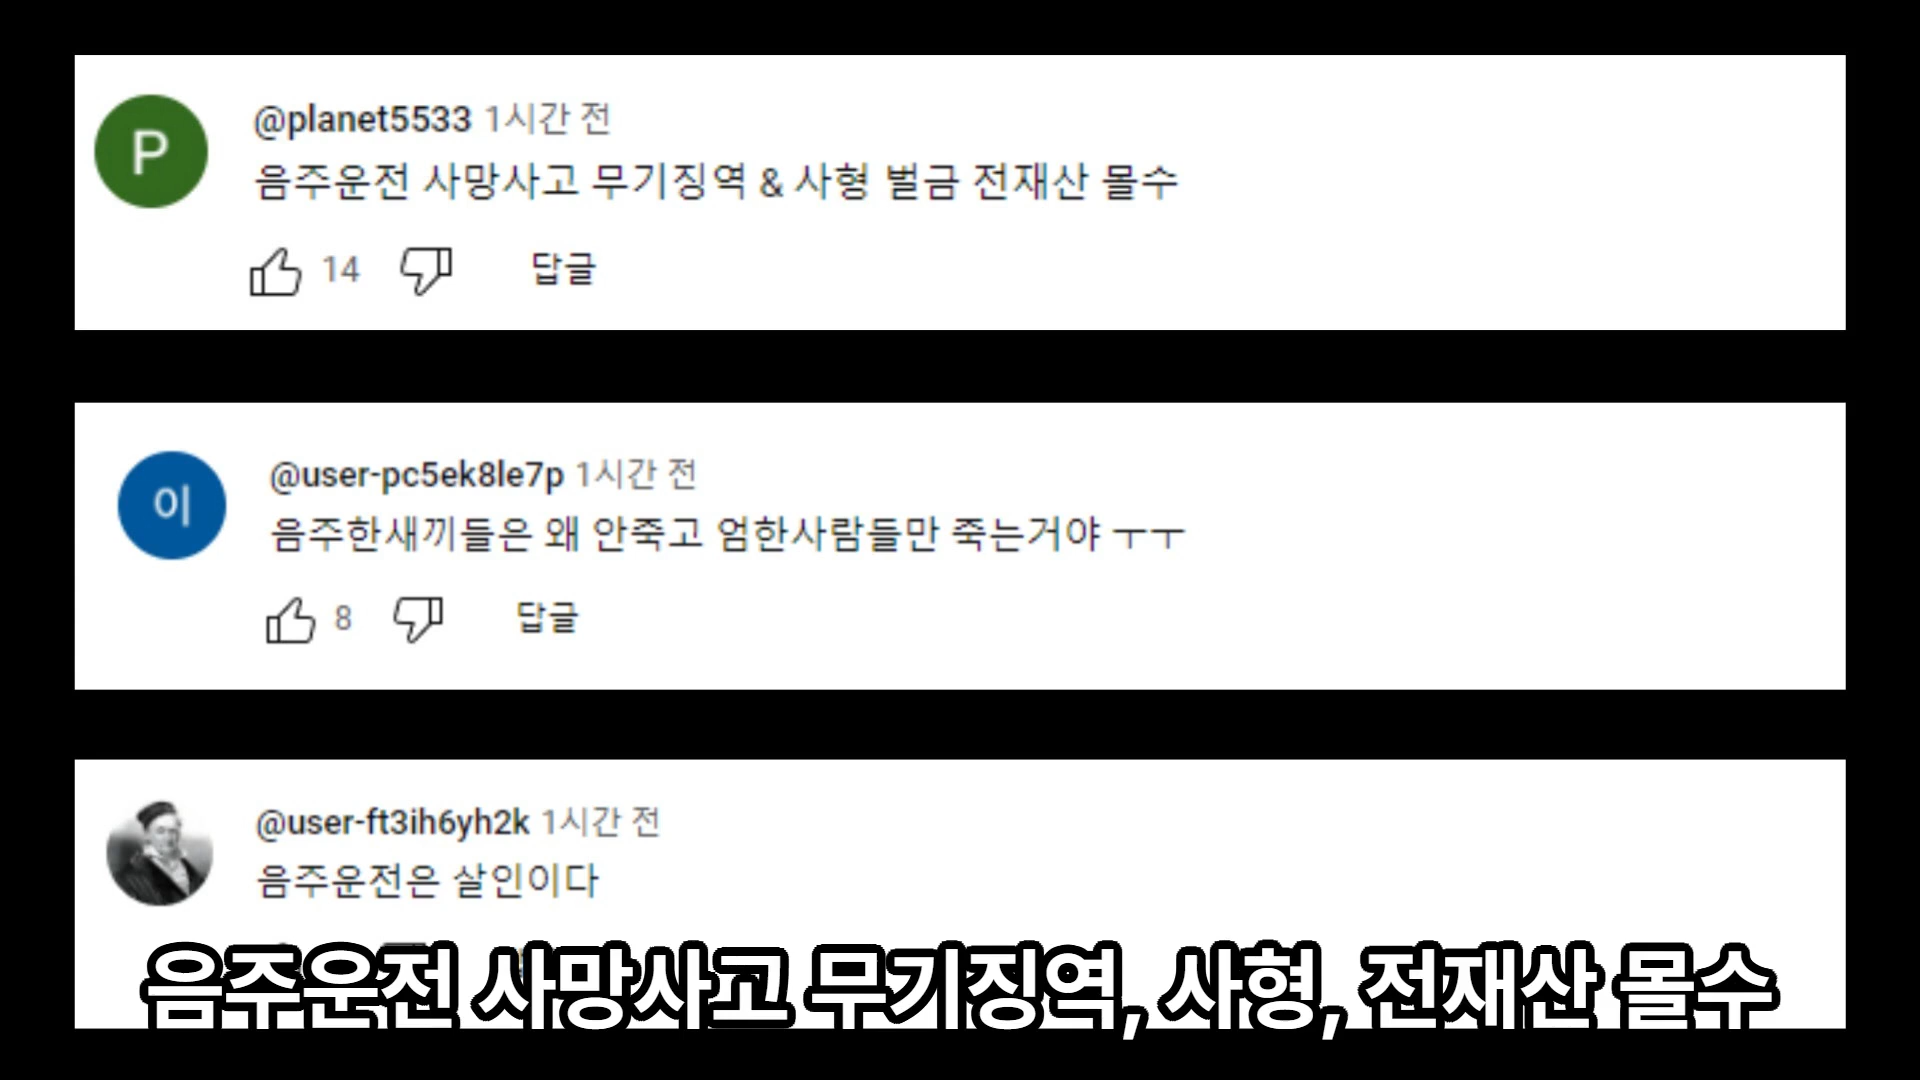 P
@planet5533 1시간 전
음주운전 사망사고 무기징역 & 사형 벌금 전재산 몰수
14 답글
이
@user-pc5ek8le7p 1시간 전
음주한새끼들은 왜 안죽고 엄한사람들만 죽는거야 ㅜㅜ
8 답글
@user-ft3ih6yh2k 1시간 전
음주운전은 살인이다
음주운전 사망사고 무기징역, 사형, 전재산 몰수